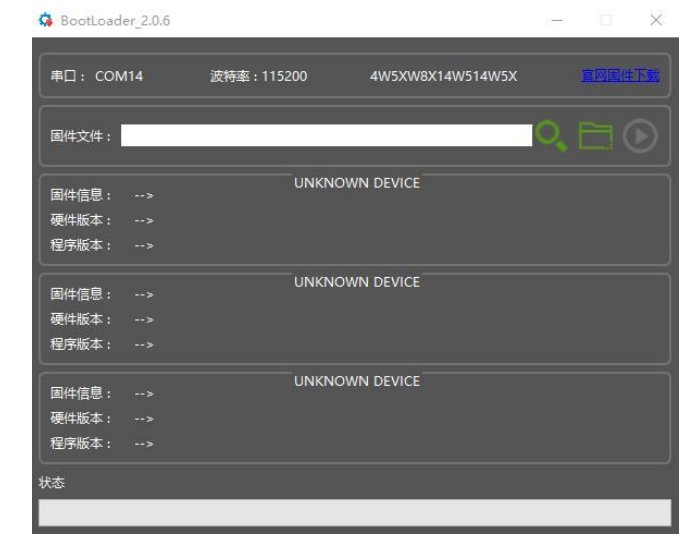 BootLoader_2.0.6
串口： COM14 波特率 : 115200 4W5XW8X14W514W5X 官网固件下载
固件文件 :
UNKNOWN DEVICE
固件信息 : -->
硬件版本 : -->
程序版本 : -->
UNKNOWN DEVICE
固件信息 : -->
硬件版本 : -->
程序版本 : -->
UNKNOWN DEVICE
固件信息 : -->
硬件版本 : -->
程序版本 : -->
状态